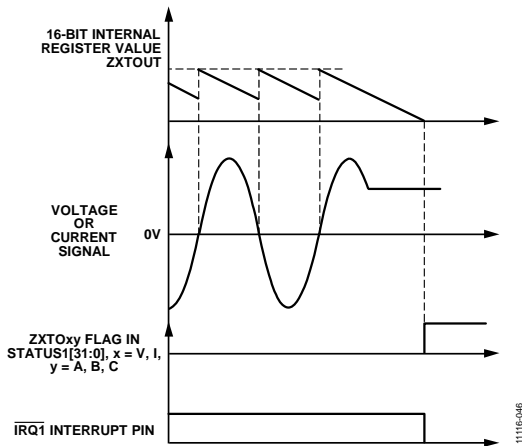 16-BIT INTERNAL
REGISTER VALUE
ZXTOUT
VOLTAGE
OR
CURRENT
SIGNAL
0V
ZXTOxy FLAG IN
STATUS1[31:0], x = V, I,
y = A, B, C
IRQ1 INTERRUPT PIN
11116-046